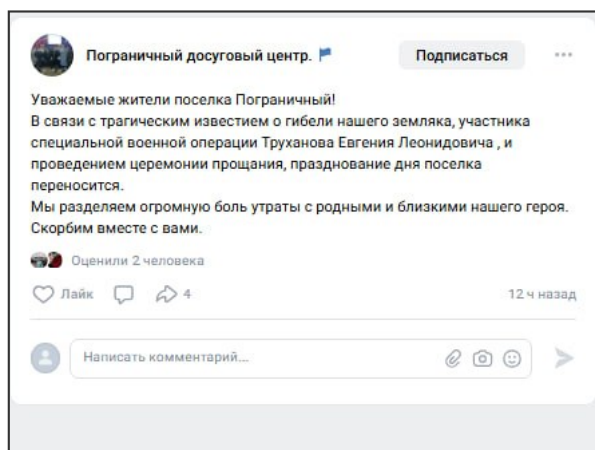 Пограничный досуговый центр.
Подписаться
Уважаемые жители поселка Пограничный!
В связи с трагическим известием о гибели нашего земляка, участника
специальной военной операции Труханова Евгения Леонидовича , и
проведением церемонии прощания, празднование дня поселка
переносится.
Мы разделяем огромную боль утраты с родными и близкими нашего героя.
Скорбим вместе с вами.
Оценили 2 человека
Лайк 4 12 ч назад
Написать комментарий...